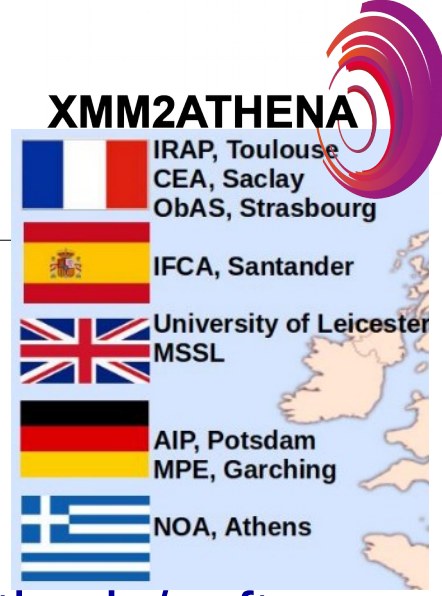 XMM2ATHENA
IRAP, Toulouse
CEA, Saclay
ObAS, Strasbourg
IFCA, Santander
University of Leicester
MSSL
AIP, Potsdam
MPE, Garching
NOA, Athens